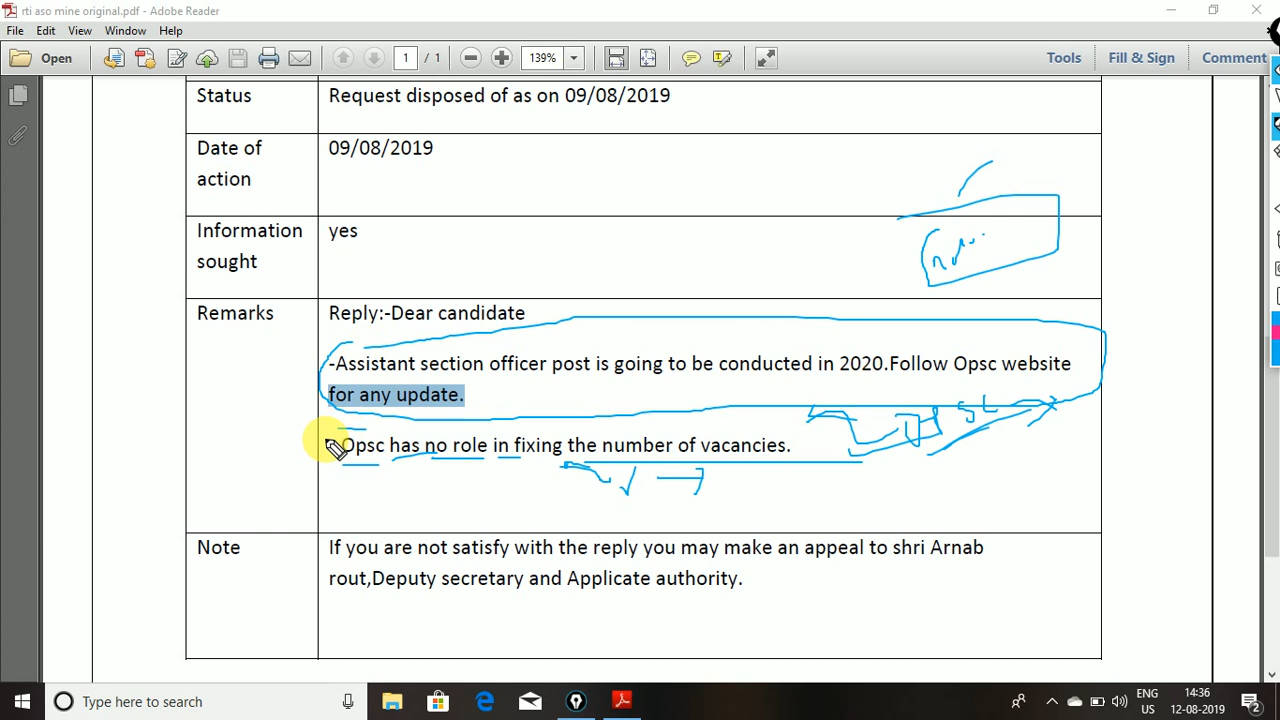 rti aso mine original.pdf - Adobe Reader
File Edit View Window Help
Open 1 / 1 139% Tools Fill & Sign Comment
Status Request disposed of as on 09/08/2019
Date of 09/08/2019
action
Information yes
sought
Remarks Reply:-Dear candidate
-Assistant section officer post is going to be conducted in 2020.Follow Opsc website
for any update.
Opsc has no role in fixing the number of vacancies.
Note If you are not satisfy with the reply you may make an appeal to shri Arnab
rout,Deputy secretary and Applicate authority.
Type here to search
ENG 14:36
US 12-08-2019 2